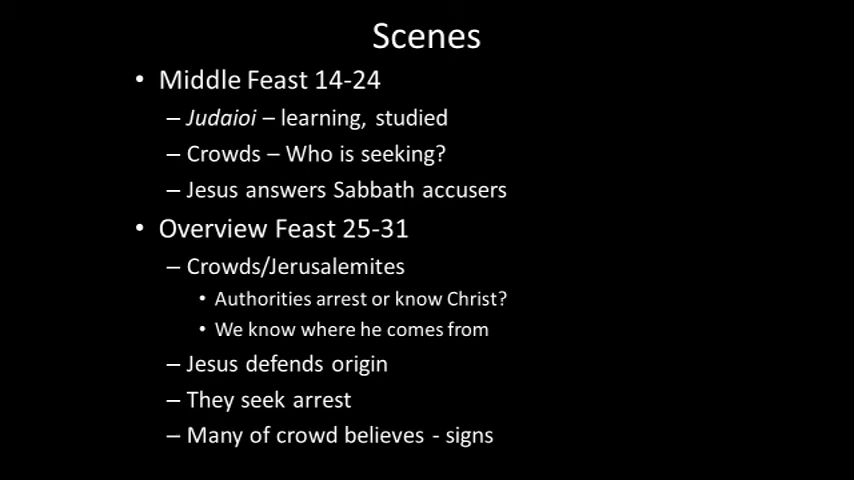 Scenes
• Middle Feast 14-24
– Judaioi – learning, studied
– Crowds – Who is seeking?
– Jesus answers Sabbath accusers
• Overview Feast 25-31
– Crowds/Jerusalemites
• Authorities arrest or know Christ?
• We know where he comes from
– Jesus defends origin
– They seek arrest
– Many of crowd believes - signs